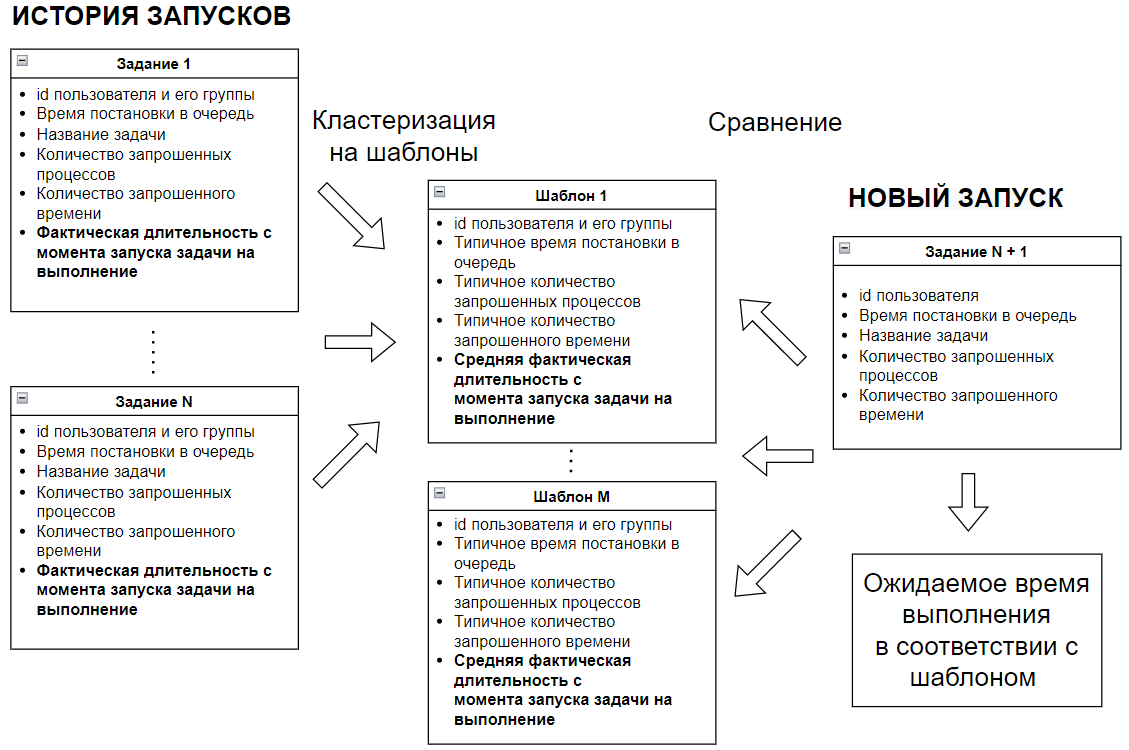 ИСТОРИЯ ЗАПУСКОВ
Задание 1
id пользователя и его группы
Время постановки в очередь
Название задачи
Количество запрошенных
процессов
Количество запрошенного
времени
Фактическая длительность с
момента запуска задачи на
выполнение
Задание N
id пользователя и его группы
Время постановки в очередь
Название задачи
Количество запрошенных
процессов
Количество запрошенного
времени
Фактическая длительность с
момента запуска задачи на
выполнение
Кластеризация
на шаблоны
Шаблон 1
id пользователя и его группы
Типичное время постановки в
очередь
Типичное количество
запрошенных процессов
Типичное количество
запрошенного времени
Средняя фактическая
длительность с
момента запуска задачи на
выполнение
Шаблон M
id пользователя и его группы
Типичное время постановки в
очередь
Типичное количество
запрошенных процессов
Типичное количество
запрошенного времени
Средняя фактическая
длительность с
момента запуска задачи на
выполнение
Сравнение
НОВЫЙ ЗАПУСК
Задание N + 1
id пользователя
Время постановки в очередь
Название задачи
Количество запрошенных
процессов
Количество запрошенного
времени
Ожидаемое время
выполнения
в соответствии с
шаблоном